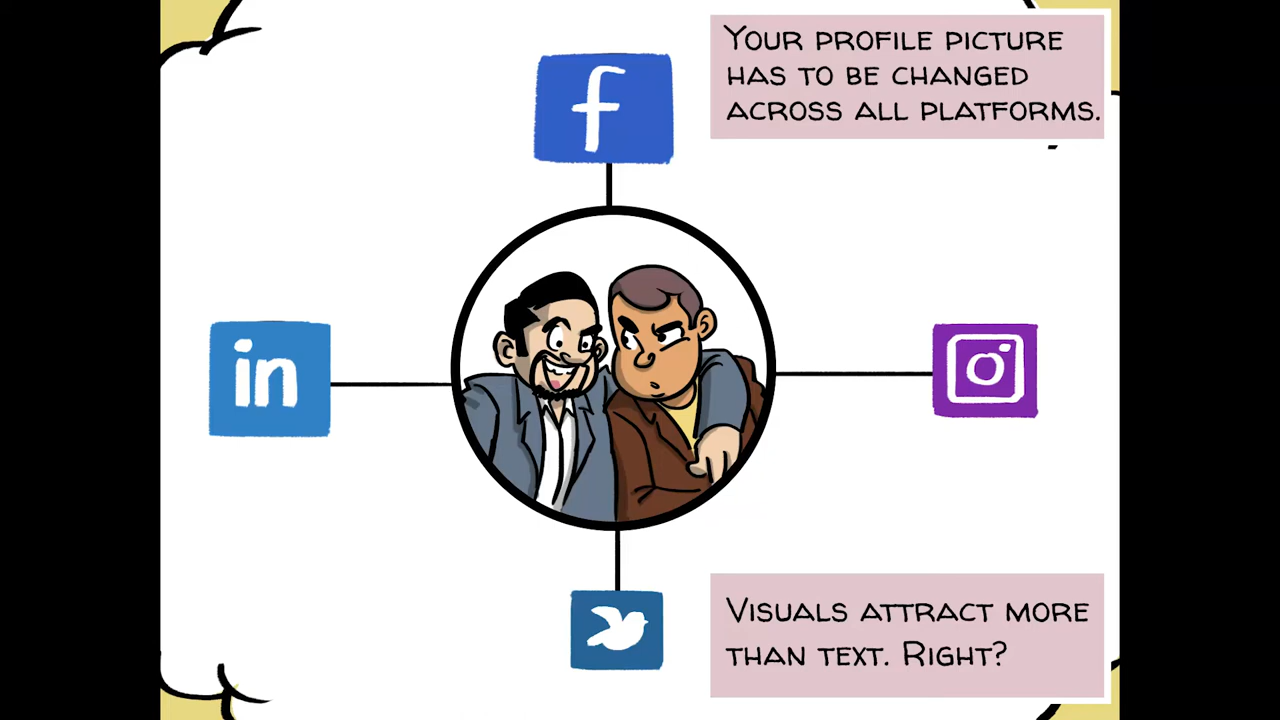 Your profile picture
has to be changed
across all platforms.
f
in
Visuals attract more
than text. Right?